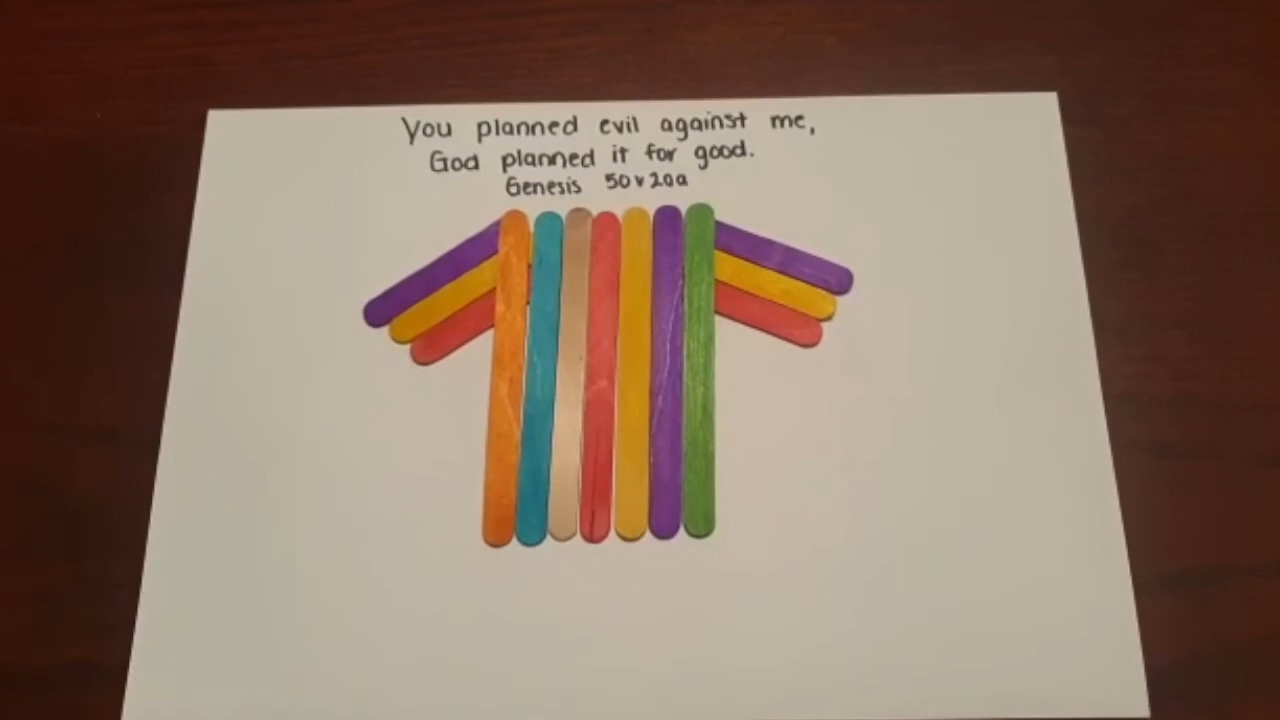 You planned evil against me,
God planned it for good.
Genesis 50v20a